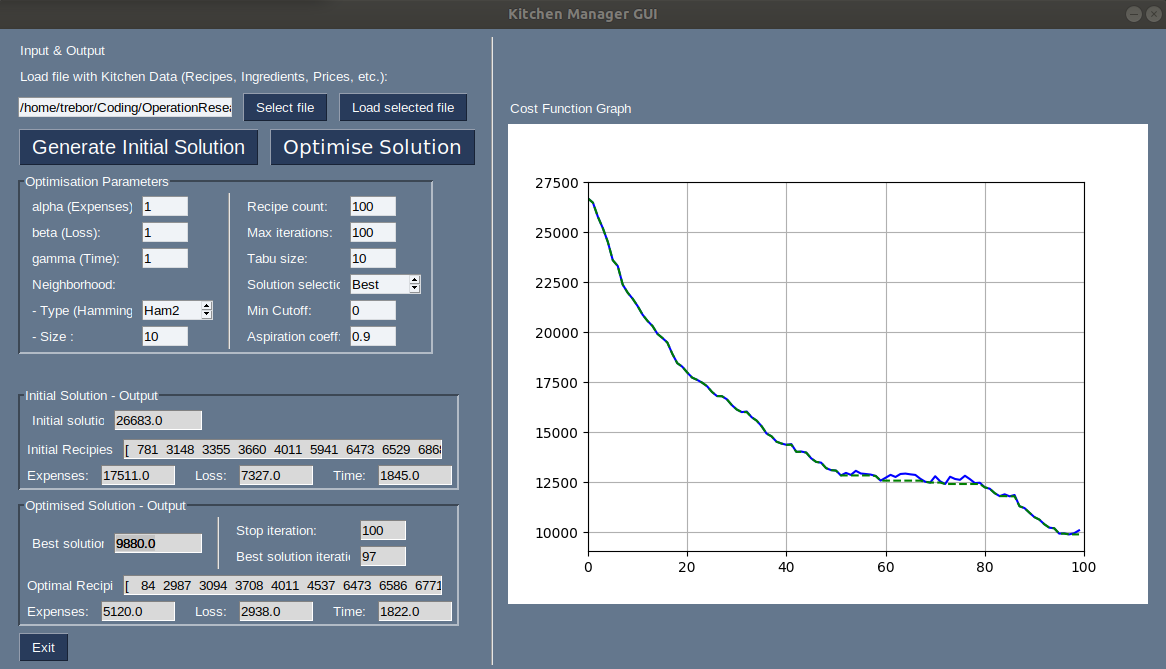 Kitchen Manager GUI
Input & Output
Load file with Kitchen Data (Recipes, Ingredients, Prices, etc.):
/home/trebor/Coding/OperationResea Select file Load selected file
Generate Initial Solution Optimise Solution
Optimisation Parameters
alpha (Expenses) 1 Recipe count: 100
beta (Loss): 1 Max iterations: 100
gamma (Time): 1 Tabu size: 10
Neighborhood: Solution selectic Best
- Type (Hamming Ham2 Min Cutoff: 0
- Size : 10 Aspiration coeff: 0.9
Initial Solution - Output
Initial solutio 26683.0
Initial Recipies [ 781 3148 3355 3660 4011 5941 6473 6529 6868
Expenses: 17511.0 Loss: 7327.0 Time: 1845.0
Optimised Solution - Output
Best solution 9880.0 Stop iteration: 100
Best solution iteratio 97
Optimal Recipi [ 84 2987 3094 3708 4011 4537 6473 6586 6771
Expenses: 5120.0 Loss: 2938.0 Time: 1822.0
Exit
Cost Function Graph
27500
25000
22500
20000
17500
15000
12500
10000
0 20 40 60 80 100